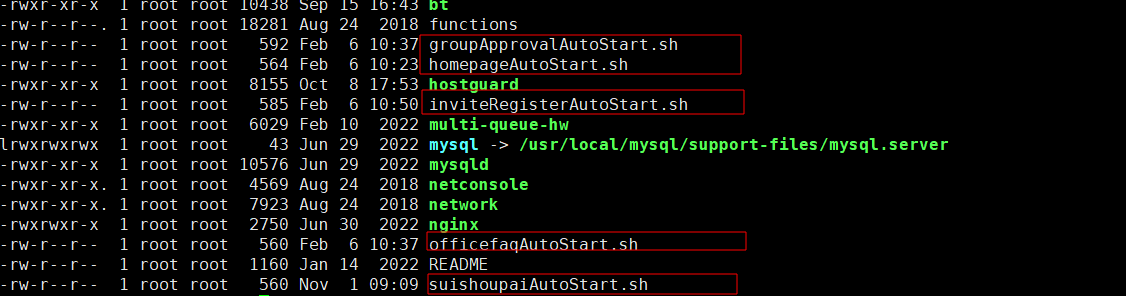 -rwxr-xr-x  1 root root 10438 Sep 15 16:43 bt
-rw-r--r--. 1 root root 18281 Aug 24  2018 functions
-rw-r--r--  1 root root   592 Feb  6 10:37 groupApprovalAutoStart.sh
-rw-r--r--  1 root root   564 Feb  6 10:23 homepageAutoStart.sh
-rwxr-xr-x  1 root root  8155 Oct  8 17:53 hostguard
-rw-r--r--  1 root root   585 Feb  6 10:50 inviteRegisterAutoStart.sh
-rwxr-xr-x  1 root root  6029 Feb 10  2022 multi-queue-hw
lrwxrwxrwx  1 root root    43 Jun 29  2022 mysql -> /usr/local/mysql/support-files/mysql.server
-rwxr-xr-x  1 root root 10576 Jun 29  2022 mysqld
-rwxr-xr-x. 1 root root  4569 Aug 24  2018 netconsole
-rwxr-xr-x. 1 root root  7923 Aug 24  2018 network
-rwxrwxr-x  1 root root  2750 Jun 30  2022 nginx
-rw-r--r--  1 root root   560 Feb  6 10:37 officefaqAutoStart.sh
-rw-r--r--  1 root root  1160 Jan 14  2022 README
-rw-r--r--  1 root root   560 Nov  1 09:09 suishoupaiAutoStart.sh